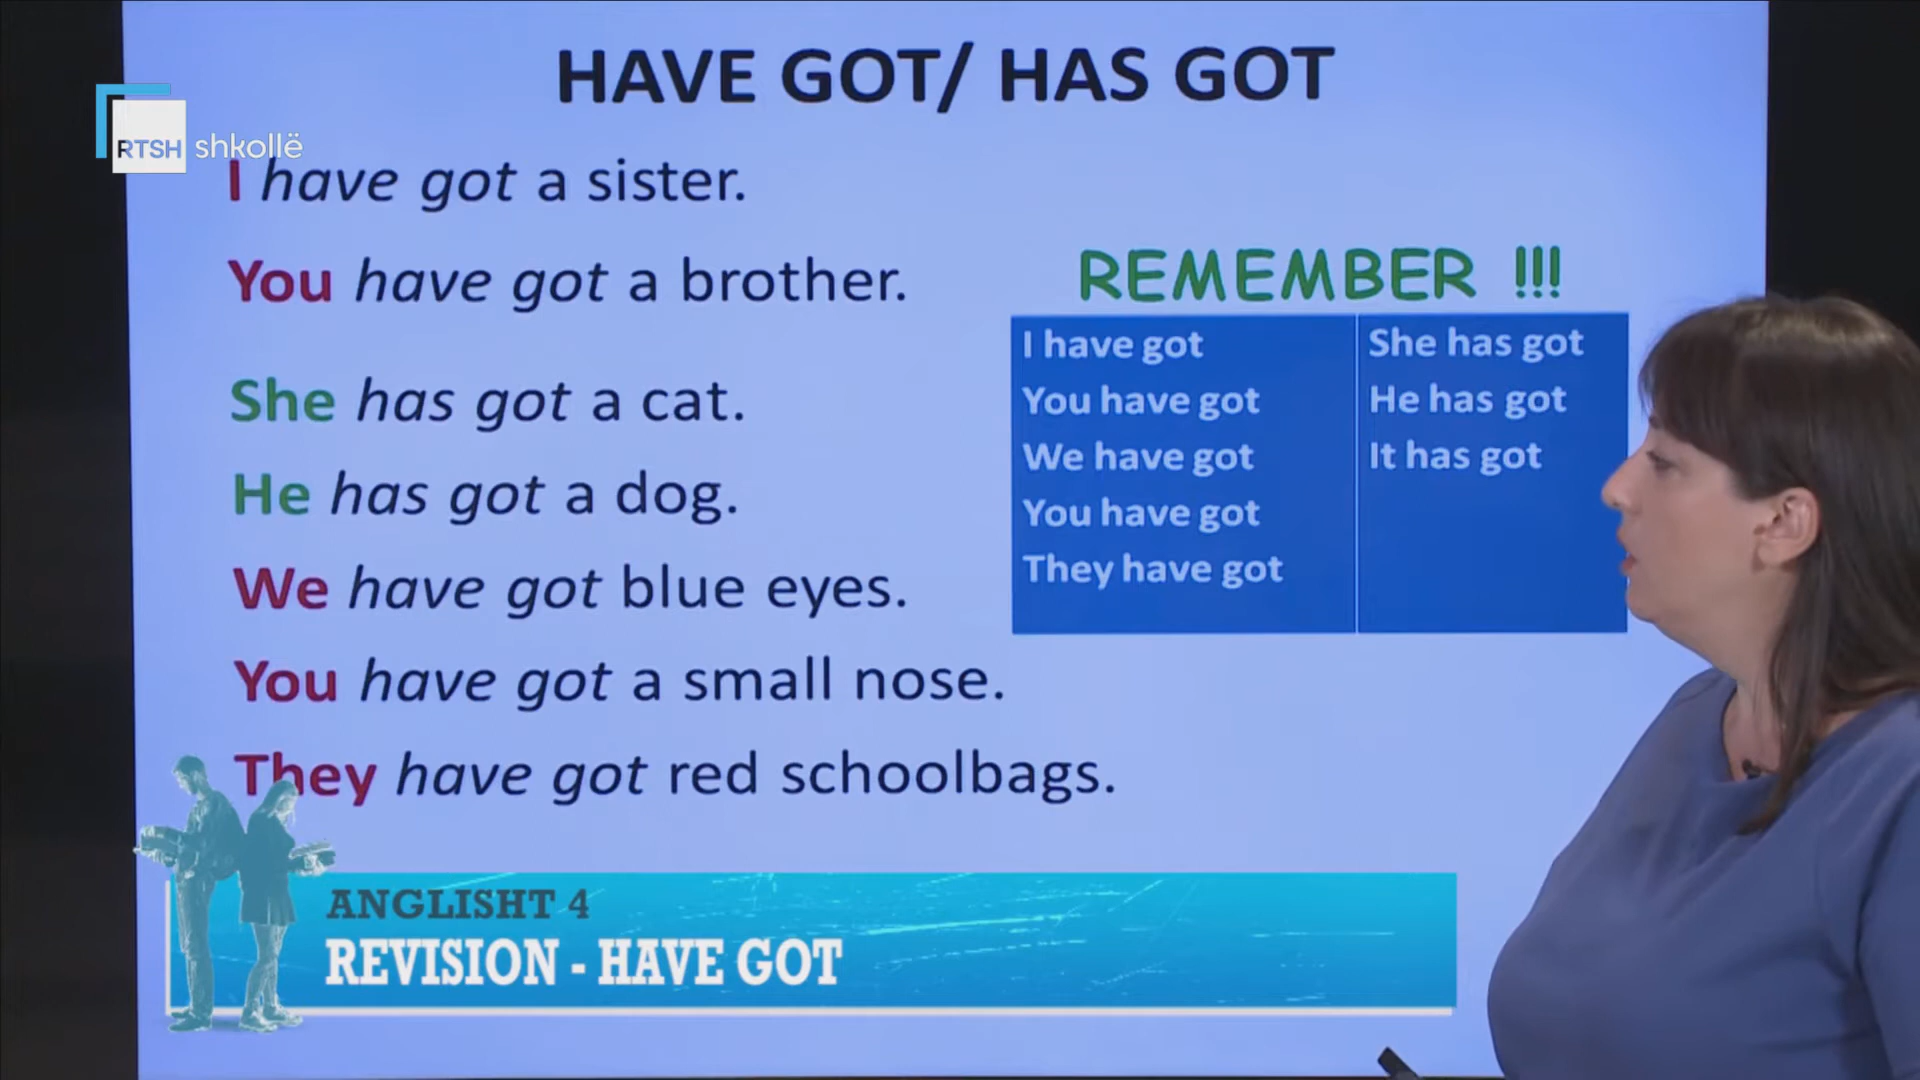 HAVE GOT/ HAS GOT
RTSH shkollë
I have got a sister.
You have got a brother.
She has got a cat.
He has got a dog.
We have got blue eyes.
You have got a small nose.
They have got red schoolbags.
REMEMBER !!!
I have got
You have got
We have got
You have got
They have got
She has got
He has got
It has got
ANGLISHT 4
REVISION - HAVE GOT